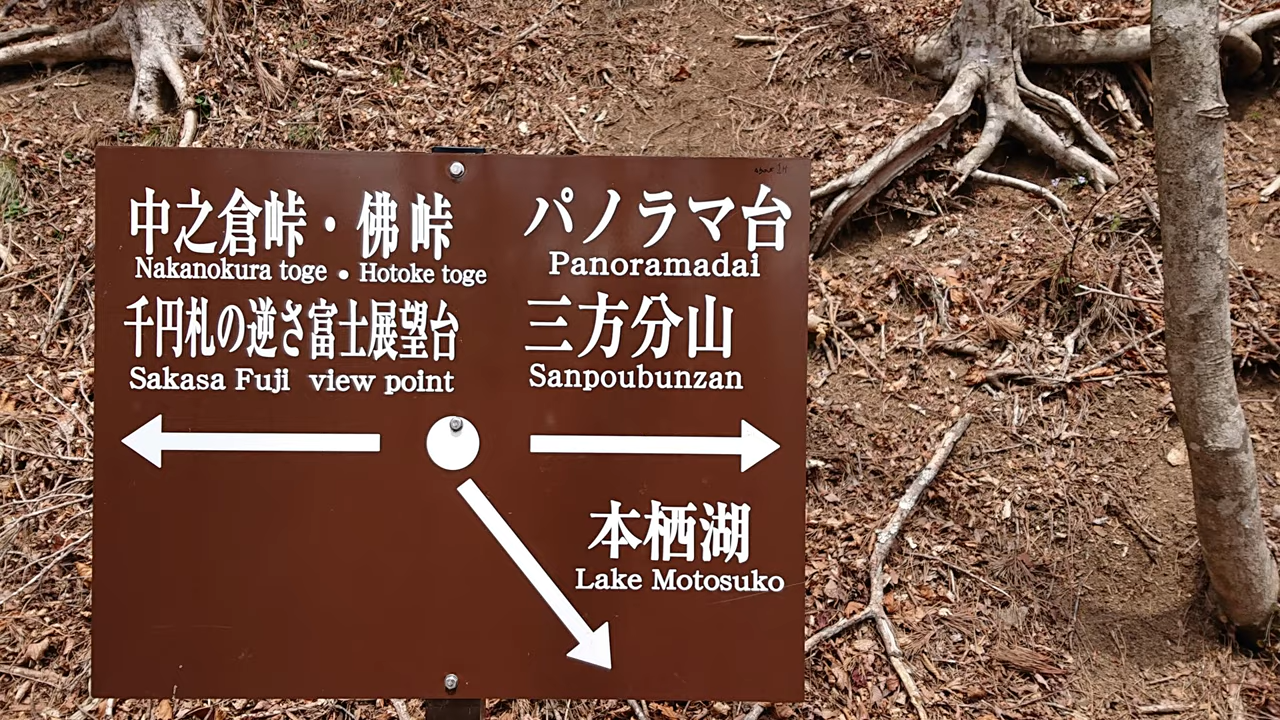 中之倉峠・佛峠
Nakanokura toge • Hotoke toge
千円札の逆さ富士展望台
Sakasa Fuji view point
パノラマ台
Panoramadai
三方分山
Sanpoubunzan
本栖湖
Lake Motosuko